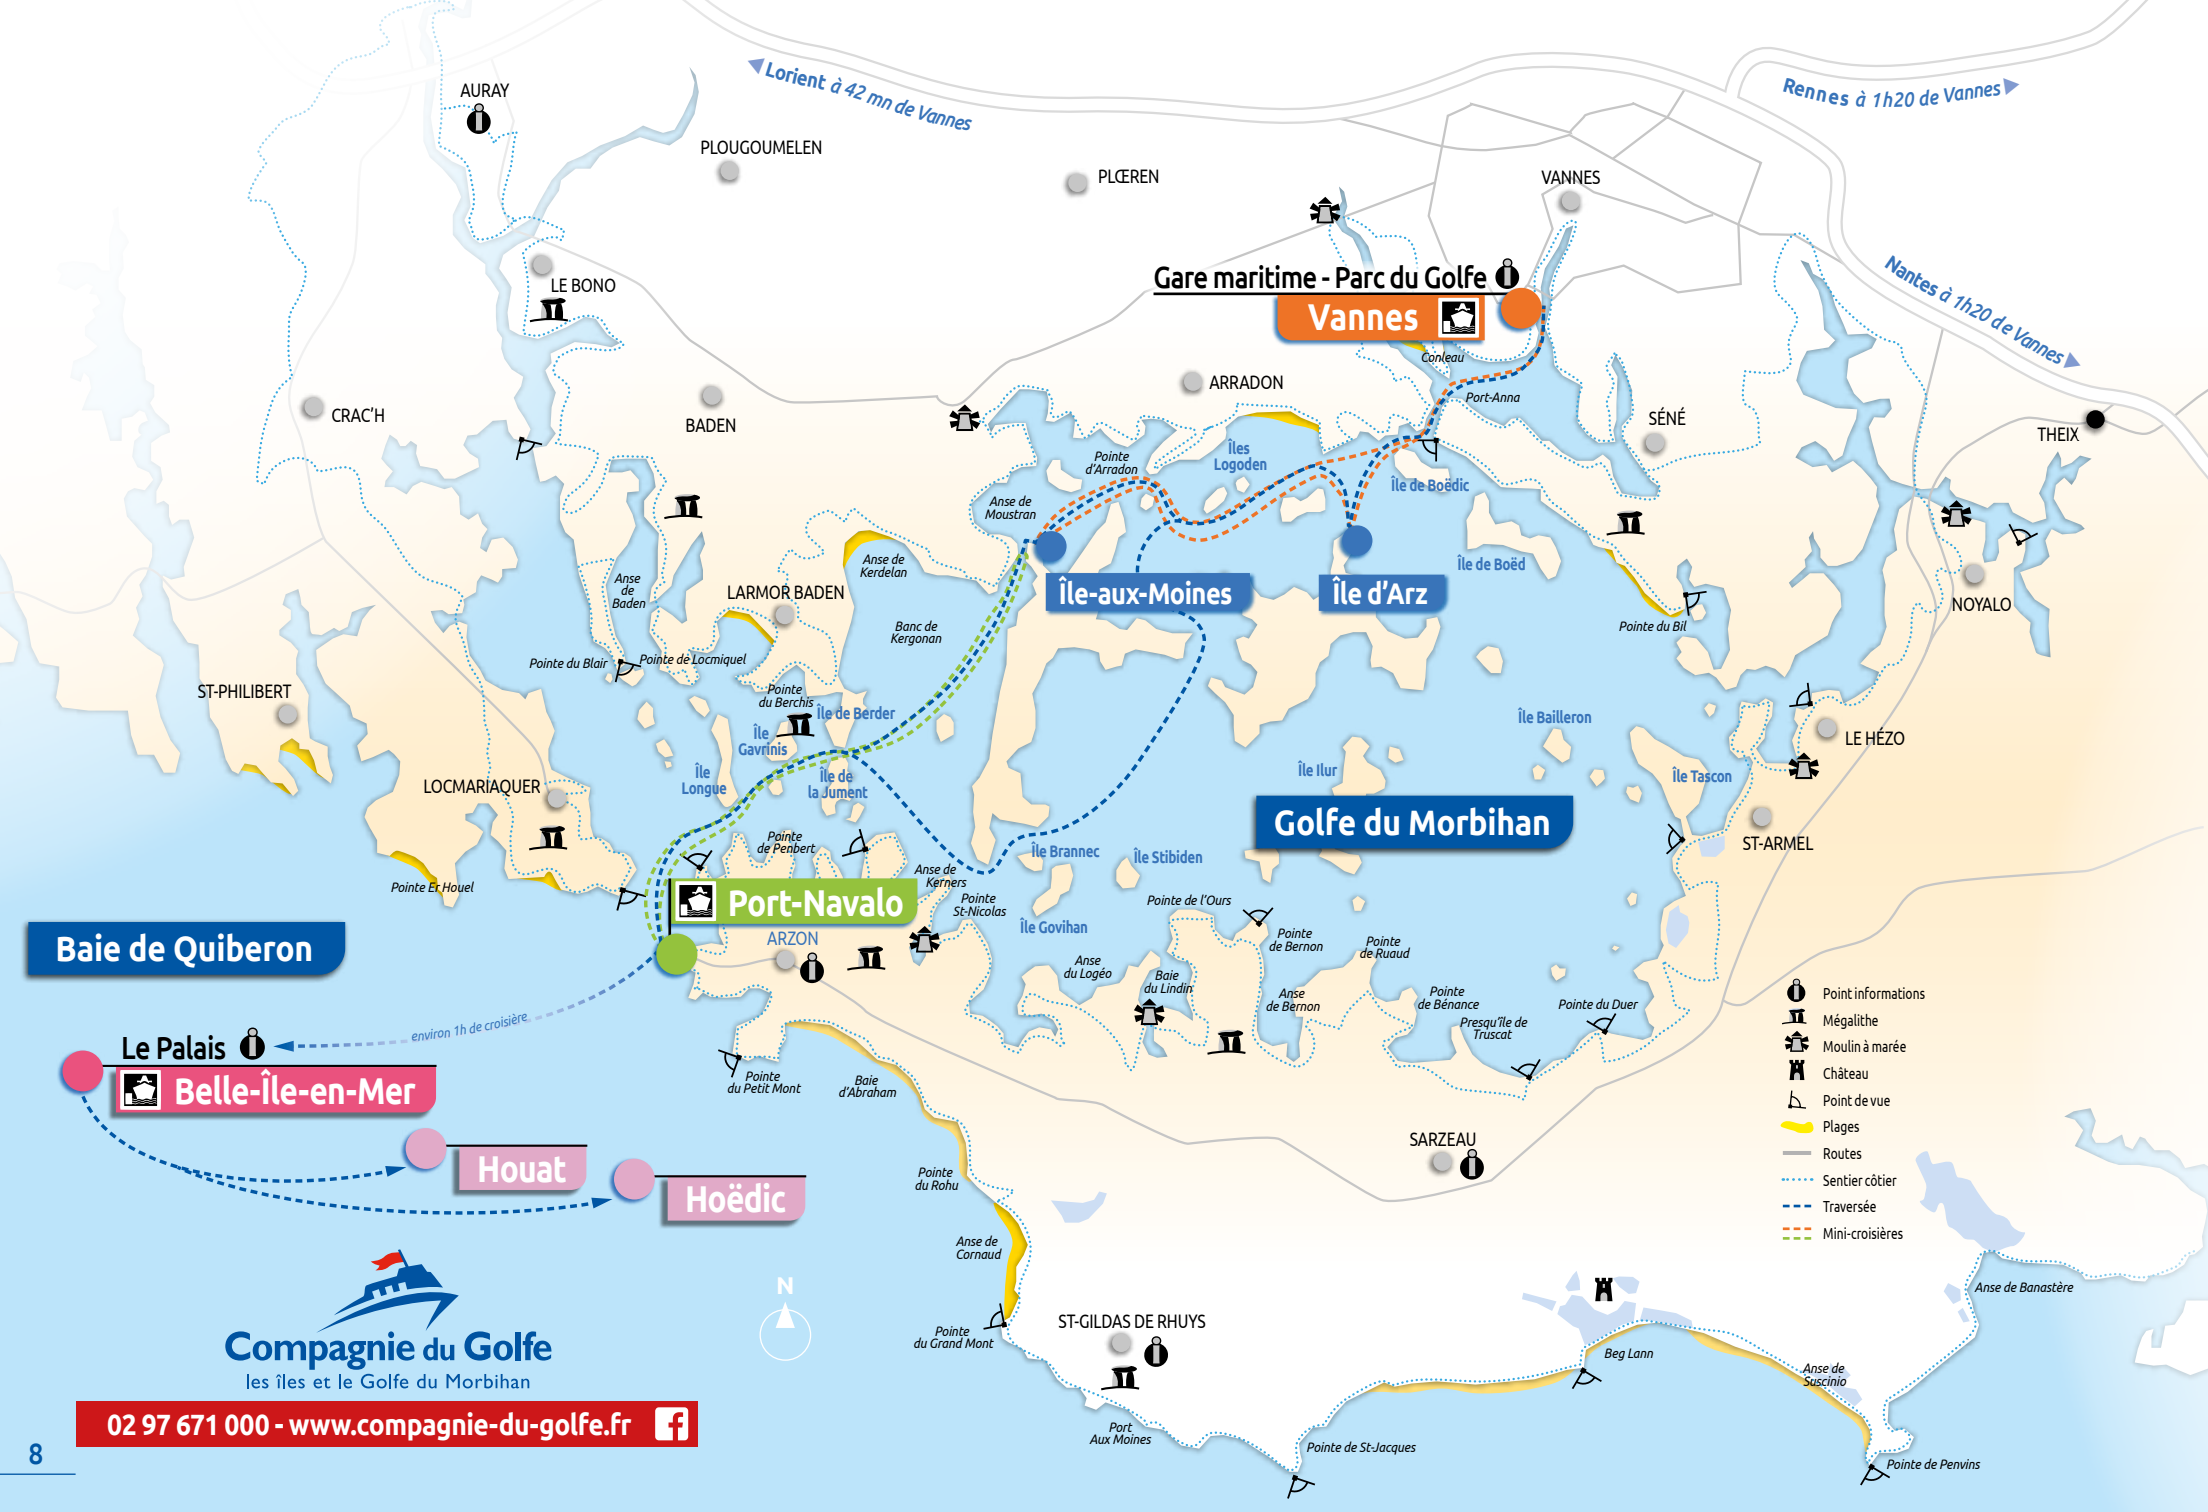 Lorient à 42 mn de Vannes
Rennes à 1h20 de Vannes
Nantes à 1h20 de Vannes
AURAY
PLOUGOUMELEN
PLŒREN
VANNES
Gare maritime - Parc du Golfe
Vannes
LE BONO
Conleau
Port-Anna
ARRADON
CRAC'H
BADEN
SÉNÉ
THEIX
Pointe
d'Arradon
Îles
Logoden
Île de Boëdic
Anse de
Moustran
Île de Boëd
Anse de
Kerdelan
Anse
de
Baden
LARMOR BADEN
Île-aux-Moines
Île d'Arz
NOYALO
Banc de
Kergonan
Pointe du Bil
Pointe du Blair
Pointe de Locmiquel
ST-PHILIBERT
Pointe
du Berchis
Île de Berder
Île
Gavrinis
Île Bailleron
LE HÉZO
Île
Longue
Île de
la Jument
Île Ilur
Île Tascon
LOCMARIAQUER
Golfe du Morbihan
ST-ARMEL
Pointe
de Penbert
Île Brannec
Île Stibiden
Pointe Er Houel
Anse de
Kerners
Port-Navalo
Pointe
St-Nicolas
Pointe de l'Ours
Île Govihan
ARZON
Pointe
de Bernon
Pointe
de Ruaud
Baie de Quiberon
Anse
du Logéo
Baie
du Lindin
Anse
de Bernon
Pointe
de Bénance
Pointe du Duer
Presqu'île de
Truscat
environ 1h de croisière
Le Palais
Belle-Île-en-Mer
Pointe
du Petit Mont
Baie
d'Abraham
Houat
Hoëdic
SARZEAU
Pointe
du Rohu
Anse de
Cornaud
Point informations
Mégalithe
Moulin à marée
Château
Point de vue
Plages
Routes
Sentier côtier
Traversée
Mini-croisières
N
Pointe
du Grand Mont
ST-GILDAS DE RHUYS
Anse de Banastère
Beg Lann
Anse de
Suscinio
Port
Aux Moines
Pointe de St-Jacques
Pointe de Penvins
Compagnie du Golfe
les îles et le Golfe du Morbihan
02 97 671 000 - www.compagnie-du-golfe.fr
8